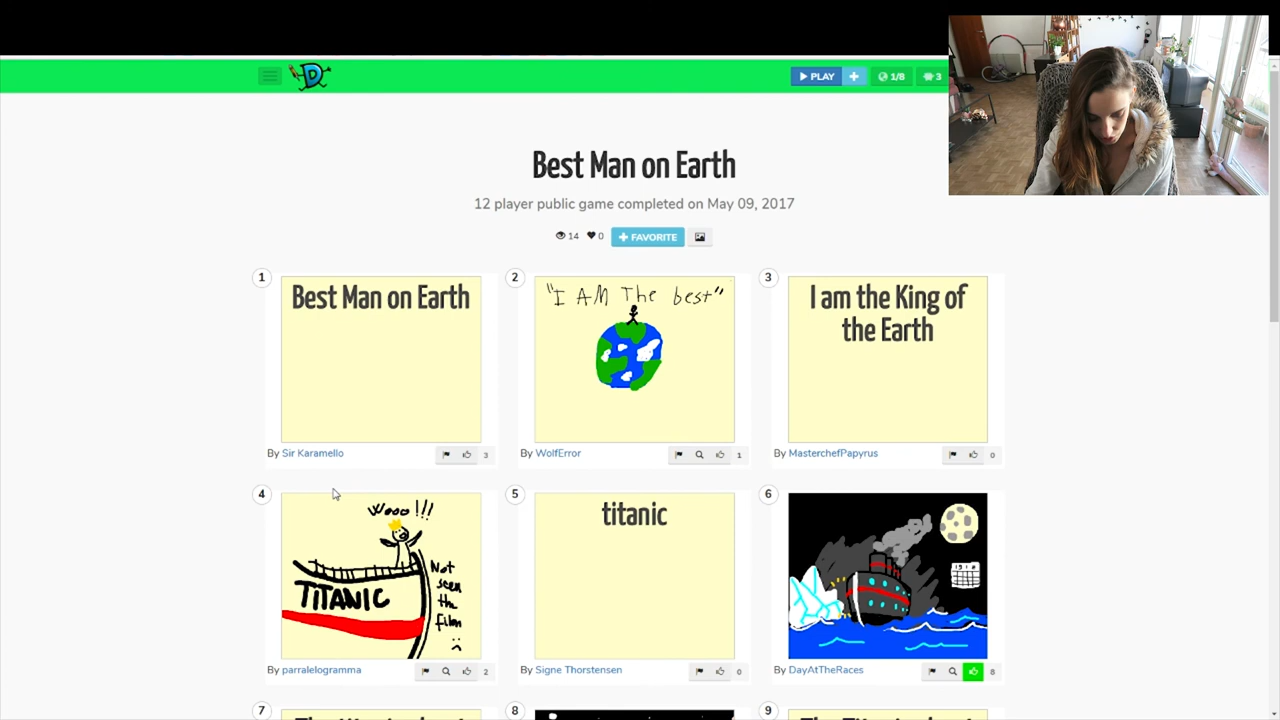 D
PLAY
1/8
3
Best Man on Earth
12 player public game completed on May 09, 2017
14
0
+ FAVORITE
1
Best Man on Earth
By Sir Karamello
3
2
"I AM The best"
By WolfError
1
3
I am the King of
the Earth
By MasterchefPapyrus
0
4
Wooo!!!
TITANIC
Not
seen
the
film
By parralelogramma
2
5
titanic
By Signe Thorstensen
0
6
By DayAtTheRaces
8
7
8
9